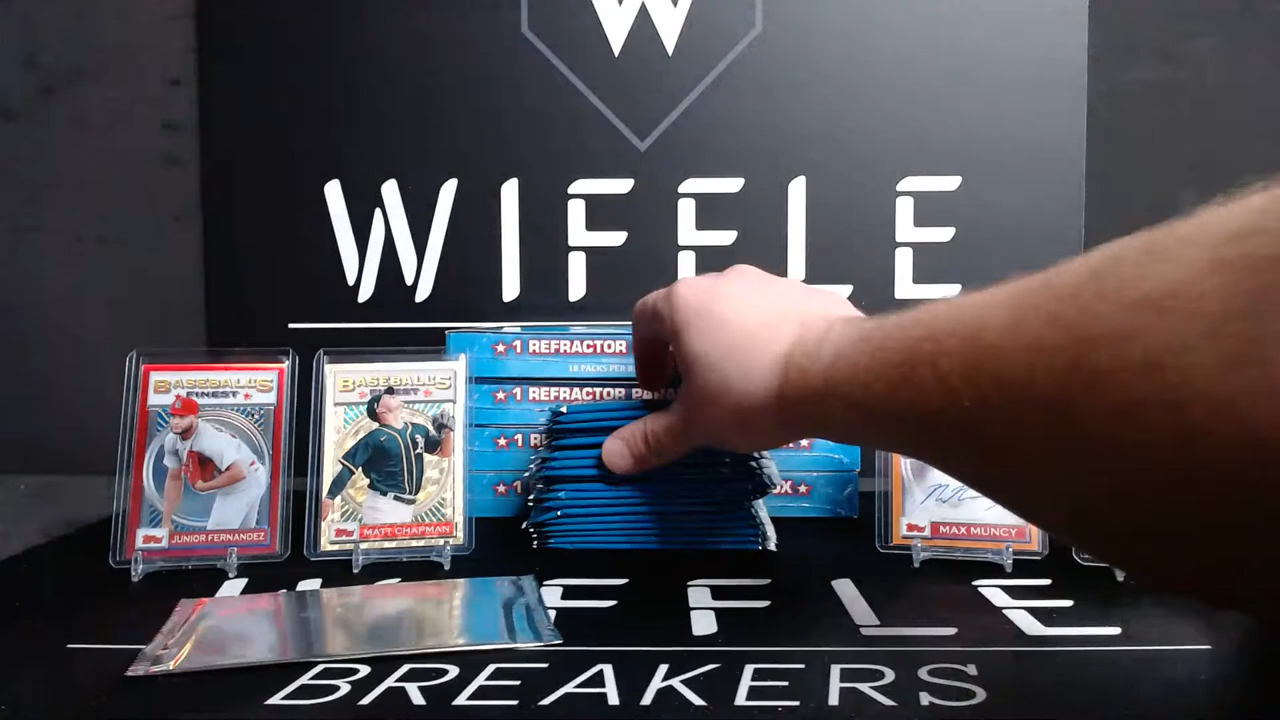 W
WIFFLE
★1 REFRACTOR
18 PACKS PER B
★1 REFRACTOR PA
★1 R
★1
OX★
BASEBALL'S
FINEST
Topps
JUNIOR FERNANDEZ
BASEBALL'S
FINEST
Topps
MATT CHAPMAN
Topps
MAX MUNCY
WIFFLE
BREAKERS